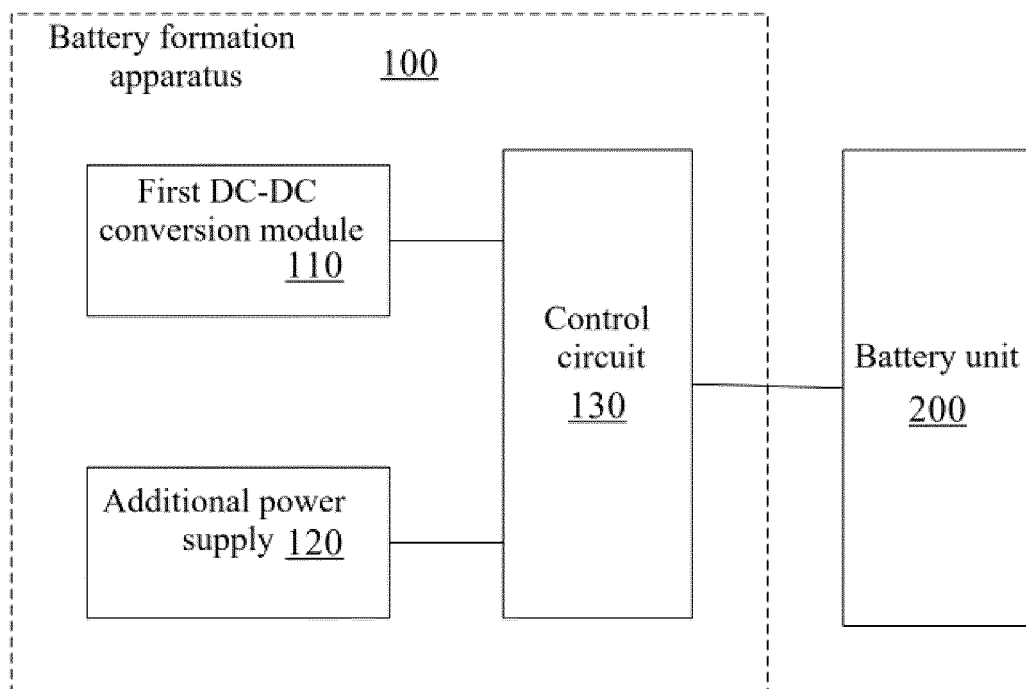 Battery formation
apparatus 100
First DC-DC
conversion module
110
Additional power
supply 120
Control
circuit
130
Battery unit
200